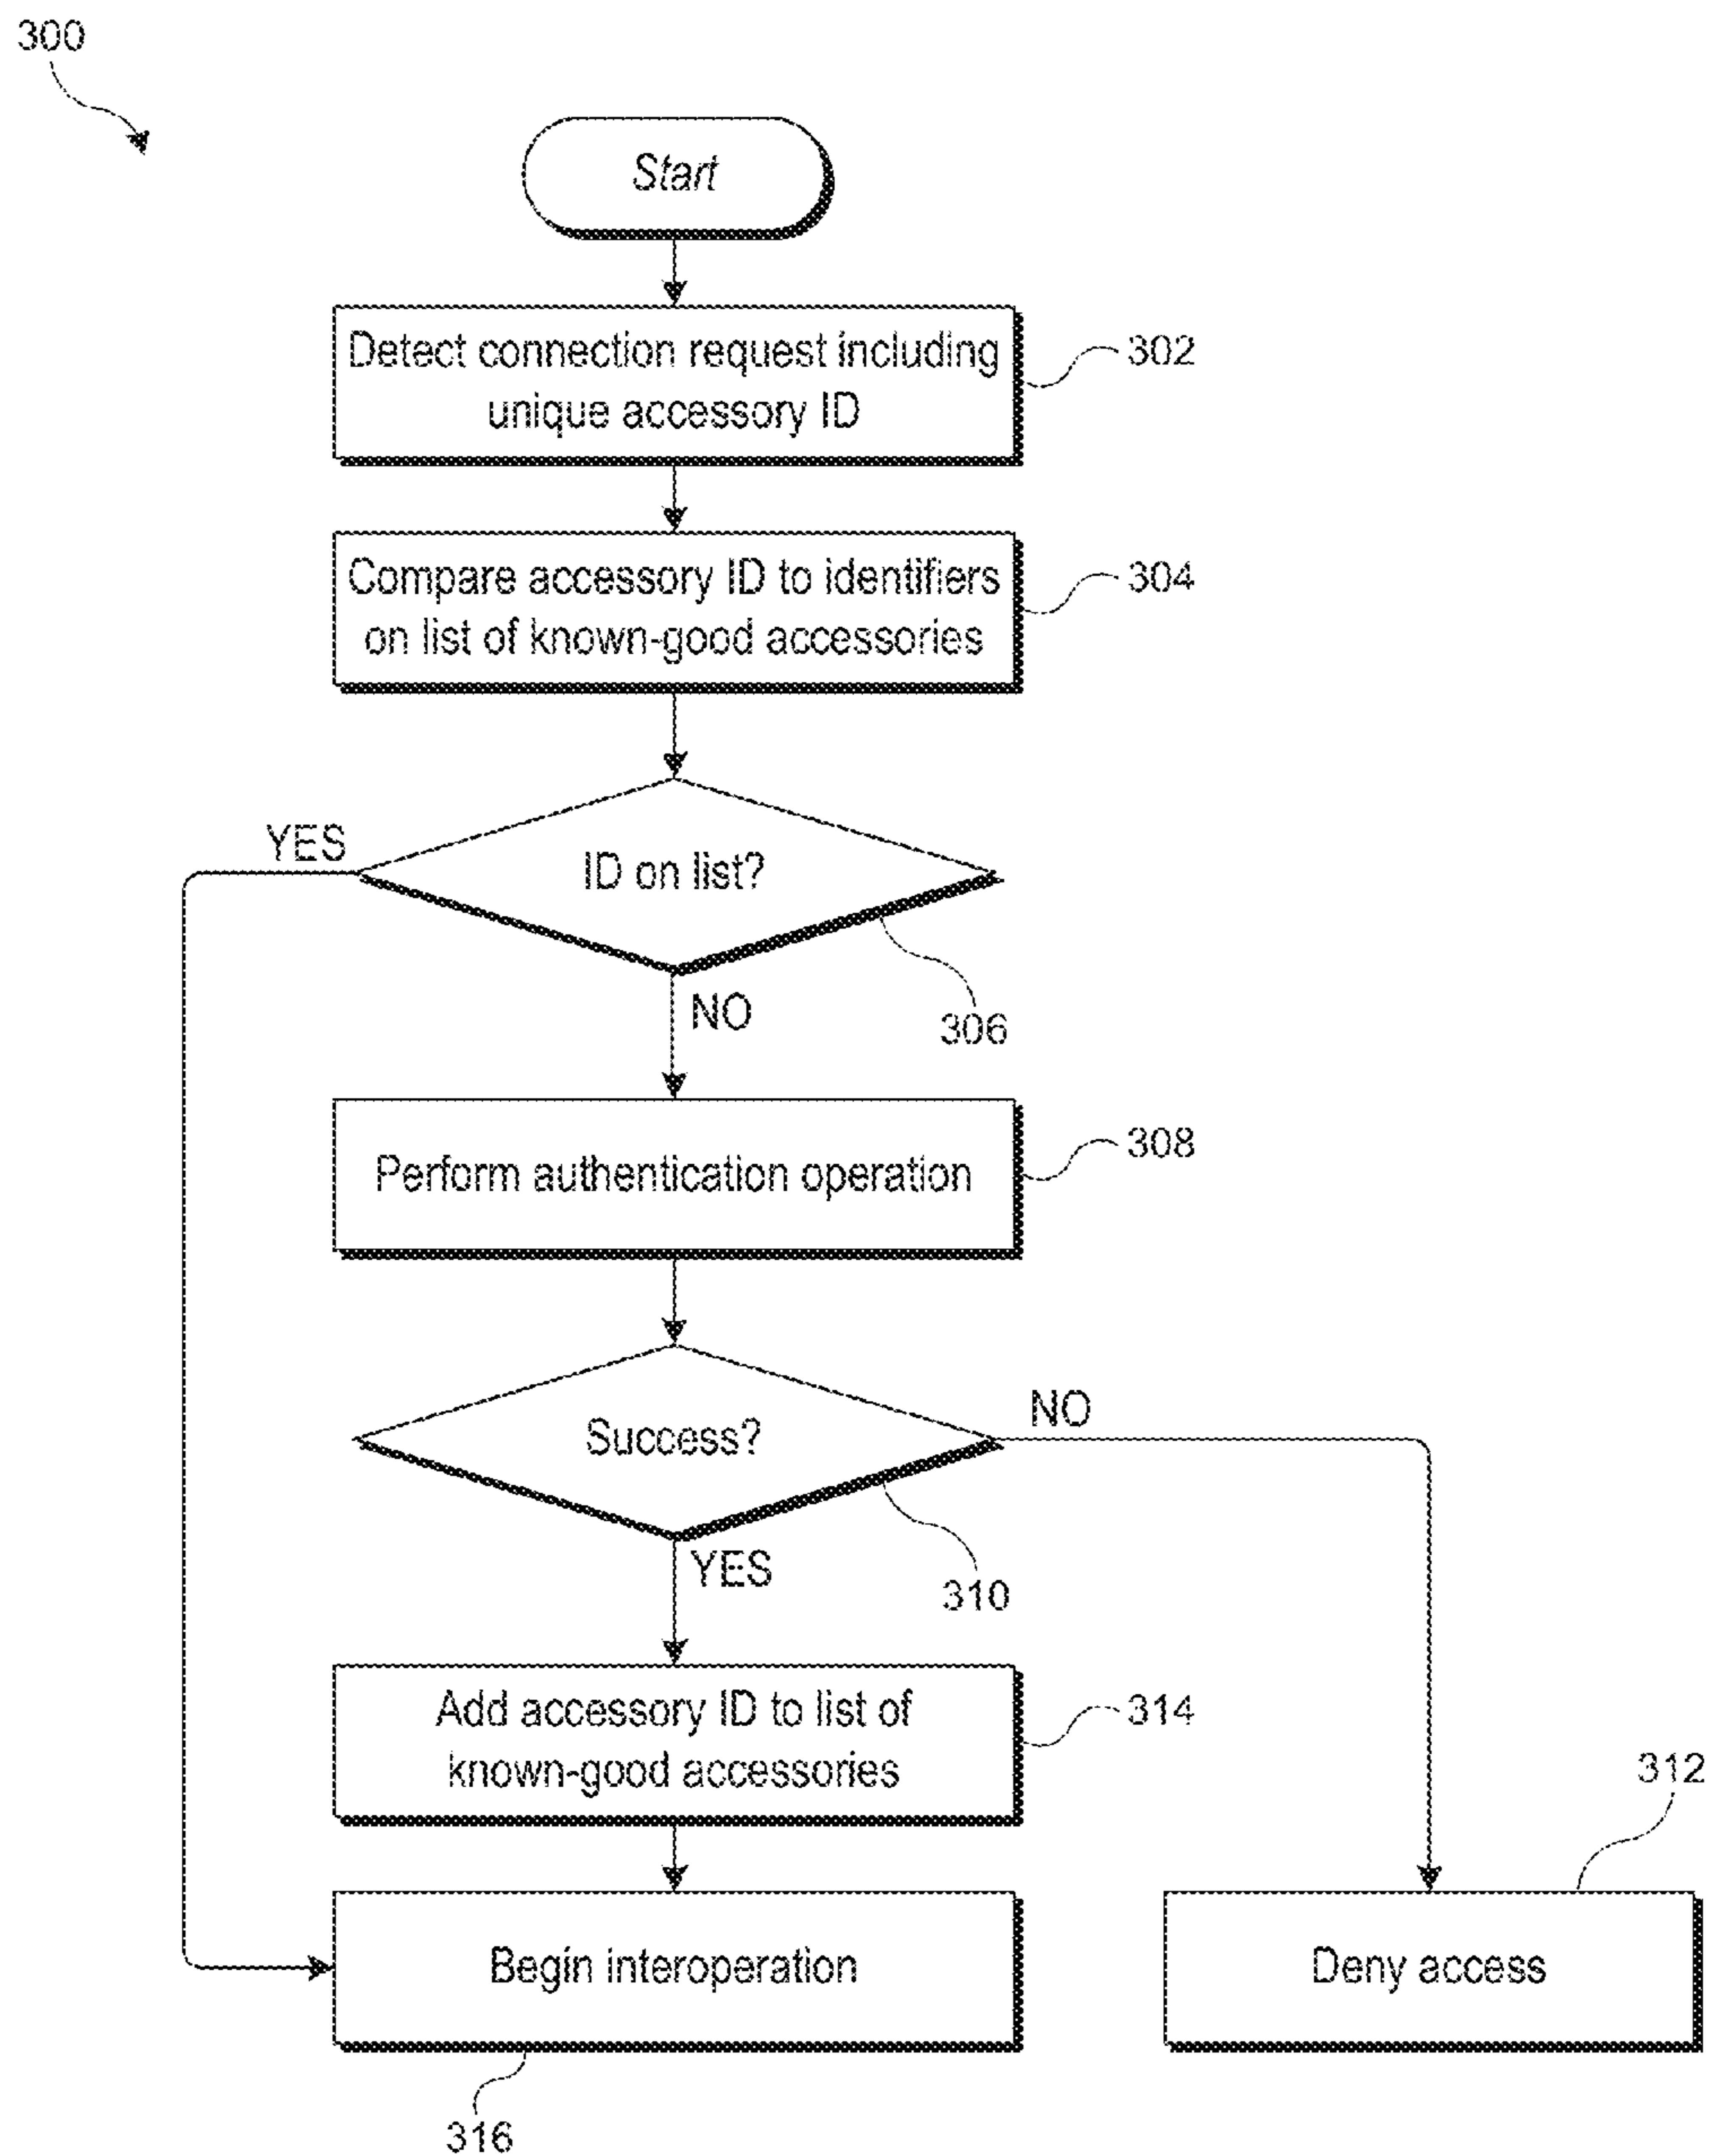 300
Start
Detect connection request including
unique accessory ID
302
Compare accessory ID to identifiers
on list of known-good accessories
304
YES
ID on list?
NO
306
Perform authentication operation
308
Success?
NO
YES
310
Add accessory ID to list of
known-good accessories
314
312
Begin interoperation
Deny access
316